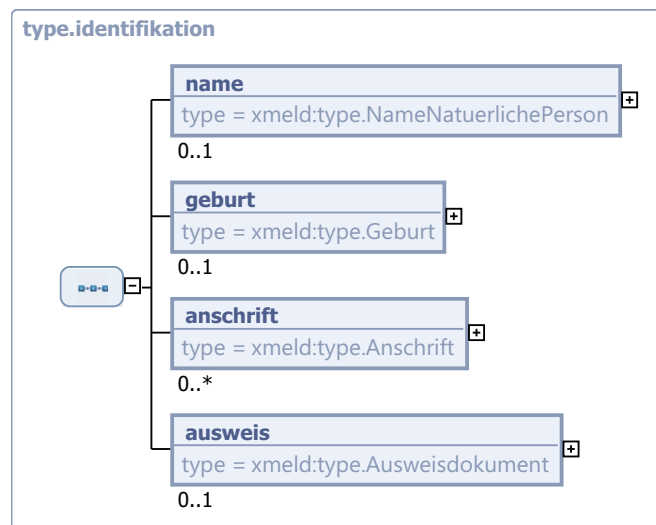 type.identifikation
name
type = xmeld:type.NameNatuerlichePerson
0..1
geburt
type = xmeld:type.Geburt
0..1
anschrift
type = xmeld:type.Anschrift
0..*
ausweis
type = xmeld:type.Ausweisdokument
0..1